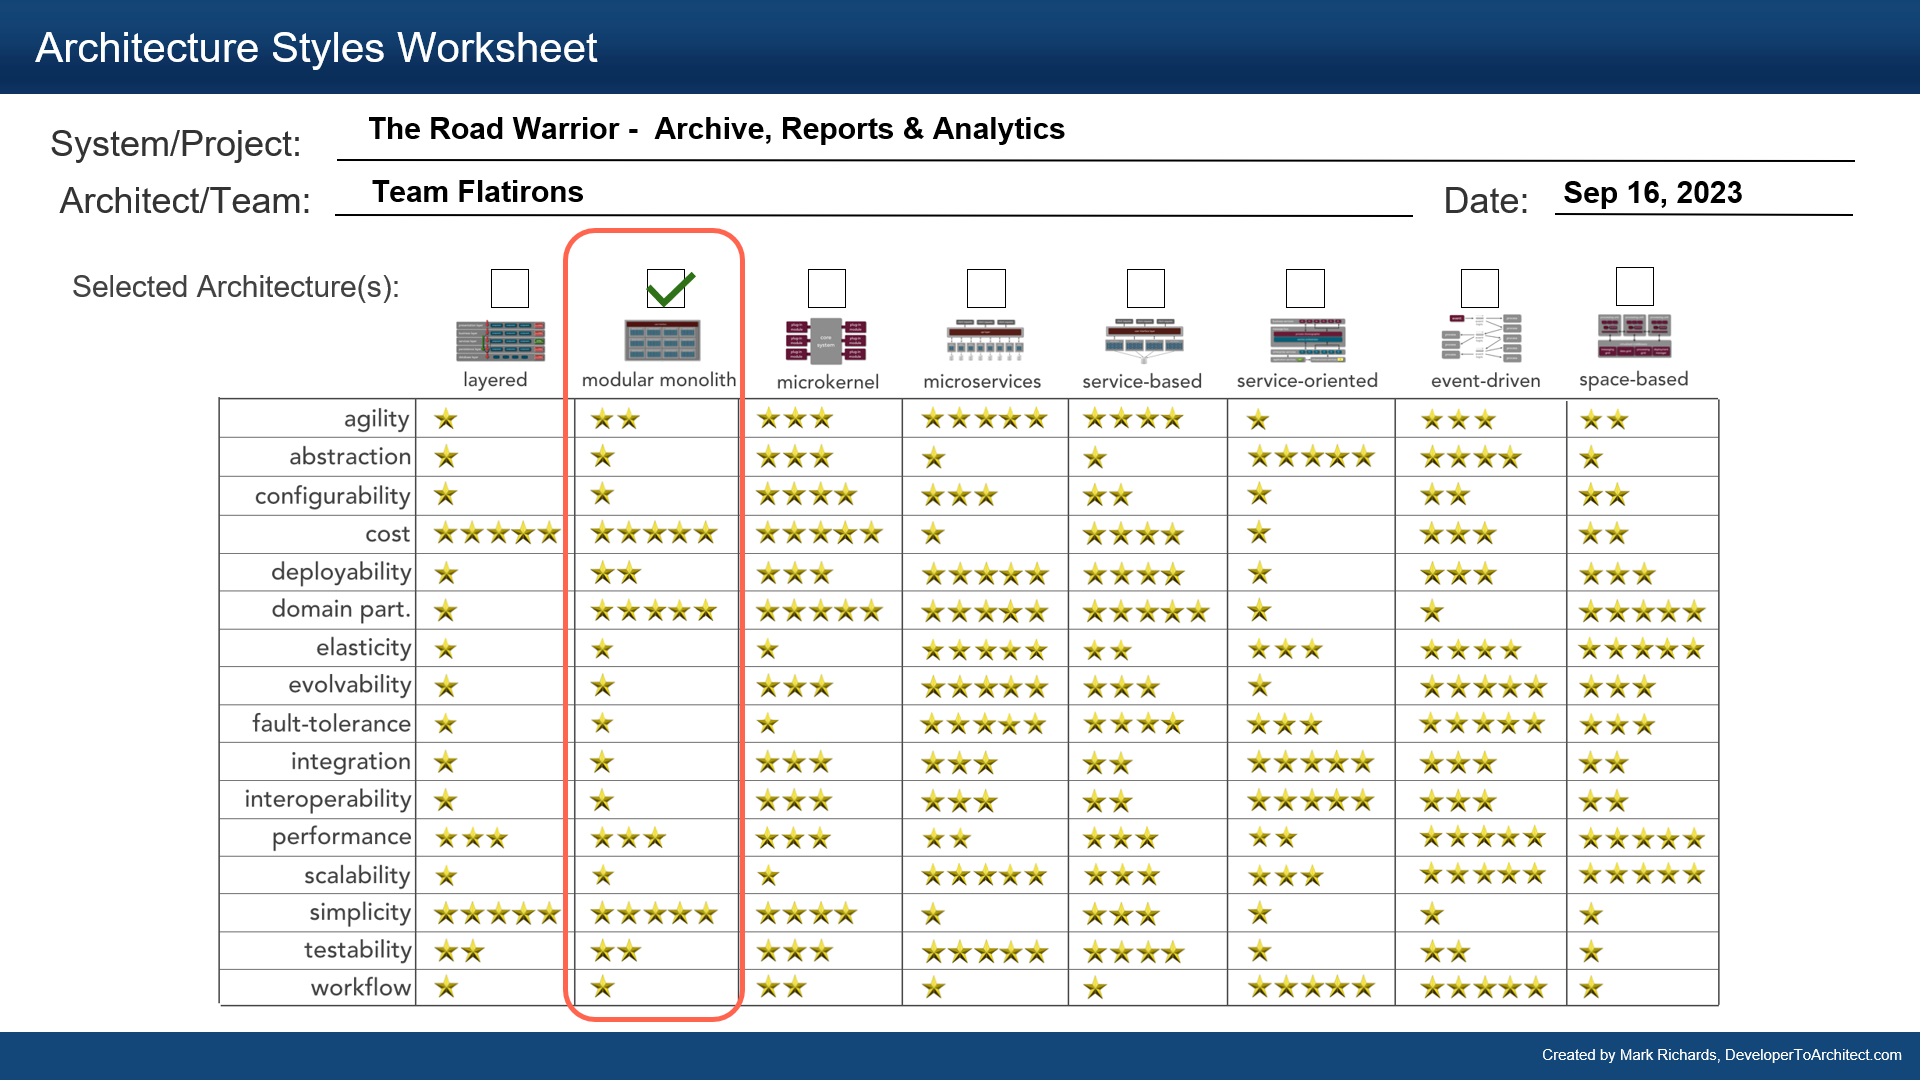 Architecture Styles Worksheet
System/Project: The Road Warrior -  Archive, Reports & Analytics
Architect/Team: Team Flatirons Date: Sep 16, 2023
Selected Architecture(s):
layered modular monolith microkernel microservices service-based service-oriented event-driven space-based
agility
abstraction
configurability
cost
deployability
domain part.
elasticity
evolvability
fault-tolerance
integration
interoperability
performance
scalability
simplicity
testability
workflow
Created by Mark Richards, DeveloperToArchitect.com